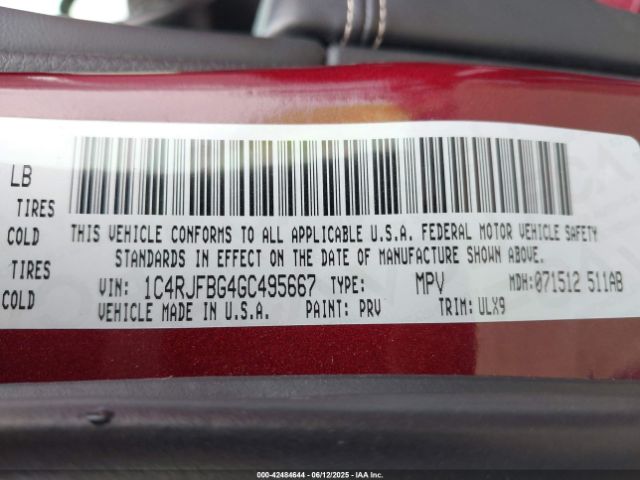 LB
TIRES
COLD
TIRES
COLD
THIS VEHICLE CONFORMS TO ALL APPLICABLE U.S.A. FEDERAL MOTOR VEHICLE SAFETY
STANDARDS IN EFFECT ON THE DATE OF MANUFACTURE SHOWN ABOVE.
VIN: 1C4RJFBG4GC495667 TYPE: MPV MDH: 071512 511AB
VEHICLE MADE IN U.S.A. PAINT: PRV TRIM: ULX9
000-42484644 | 06/12/2025 | IAA Inc.